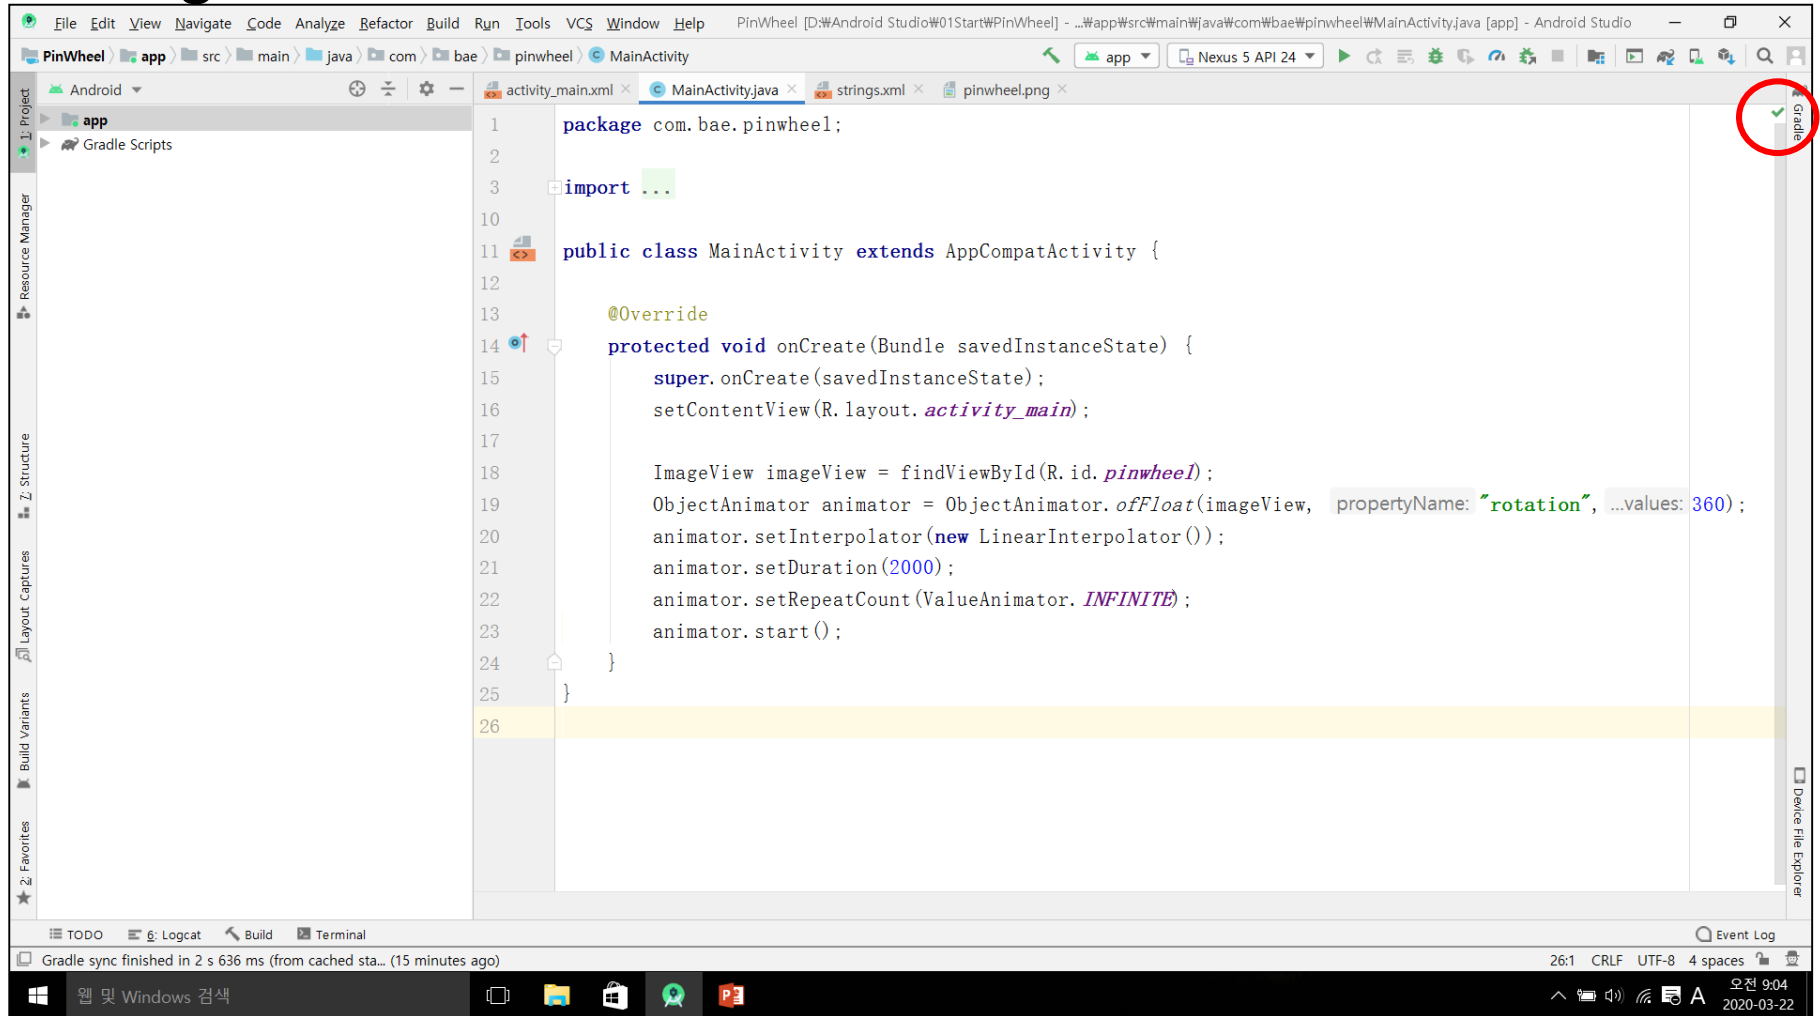 File Edit View Navigate Code Analyze Refactor Build Run Tools VCS Window Help PinWheel [D:₩Android Studio₩01Start₩PinWheel] - ...₩app₩src₩main₩java₩com₩bae₩pinwheel₩MainActivity.java [app] - Android Studio
PinWheel app src main java com bae pinwheel MainActivity app Nexus 5 API 24
Android
activity_main.xml MainActivity.java strings.xml pinwheel.png
app
Gradle Scripts
1: Project
Resource Manager
Z: Structure
Layout Captures
Build Variants
2: Favorites
1 package com.bae.pinwheel;
2
3 import ...
10
11 public class MainActivity extends AppCompatActivity {
12
13 @Override
14 protected void onCreate(Bundle savedInstanceState) {
15 super.onCreate(savedInstanceState);
16 setContentView(R.layout.activity_main);
17
18 ImageView imageView = findViewById(R.id.pinwheel);
19 ObjectAnimator animator = ObjectAnimator.ofFloat(imageView, propertyName: "rotation", ...values: 360);
20 animator.setInterpolator(new LinearInterpolator());
21 animator.setDuration(2000);
22 animator.setRepeatCount(ValueAnimator.INFINITE);
23 animator.start();
24 }
25 }
26
Gradle
Device File Explorer
TODO 6: Logcat Build Terminal Event Log
Gradle sync finished in 2 s 636 ms (from cached sta... (15 minutes ago) 26:1 CRLF UTF-8 4 spaces
웹 및 Windows 검색
A 오전 9:04
2020-03-22